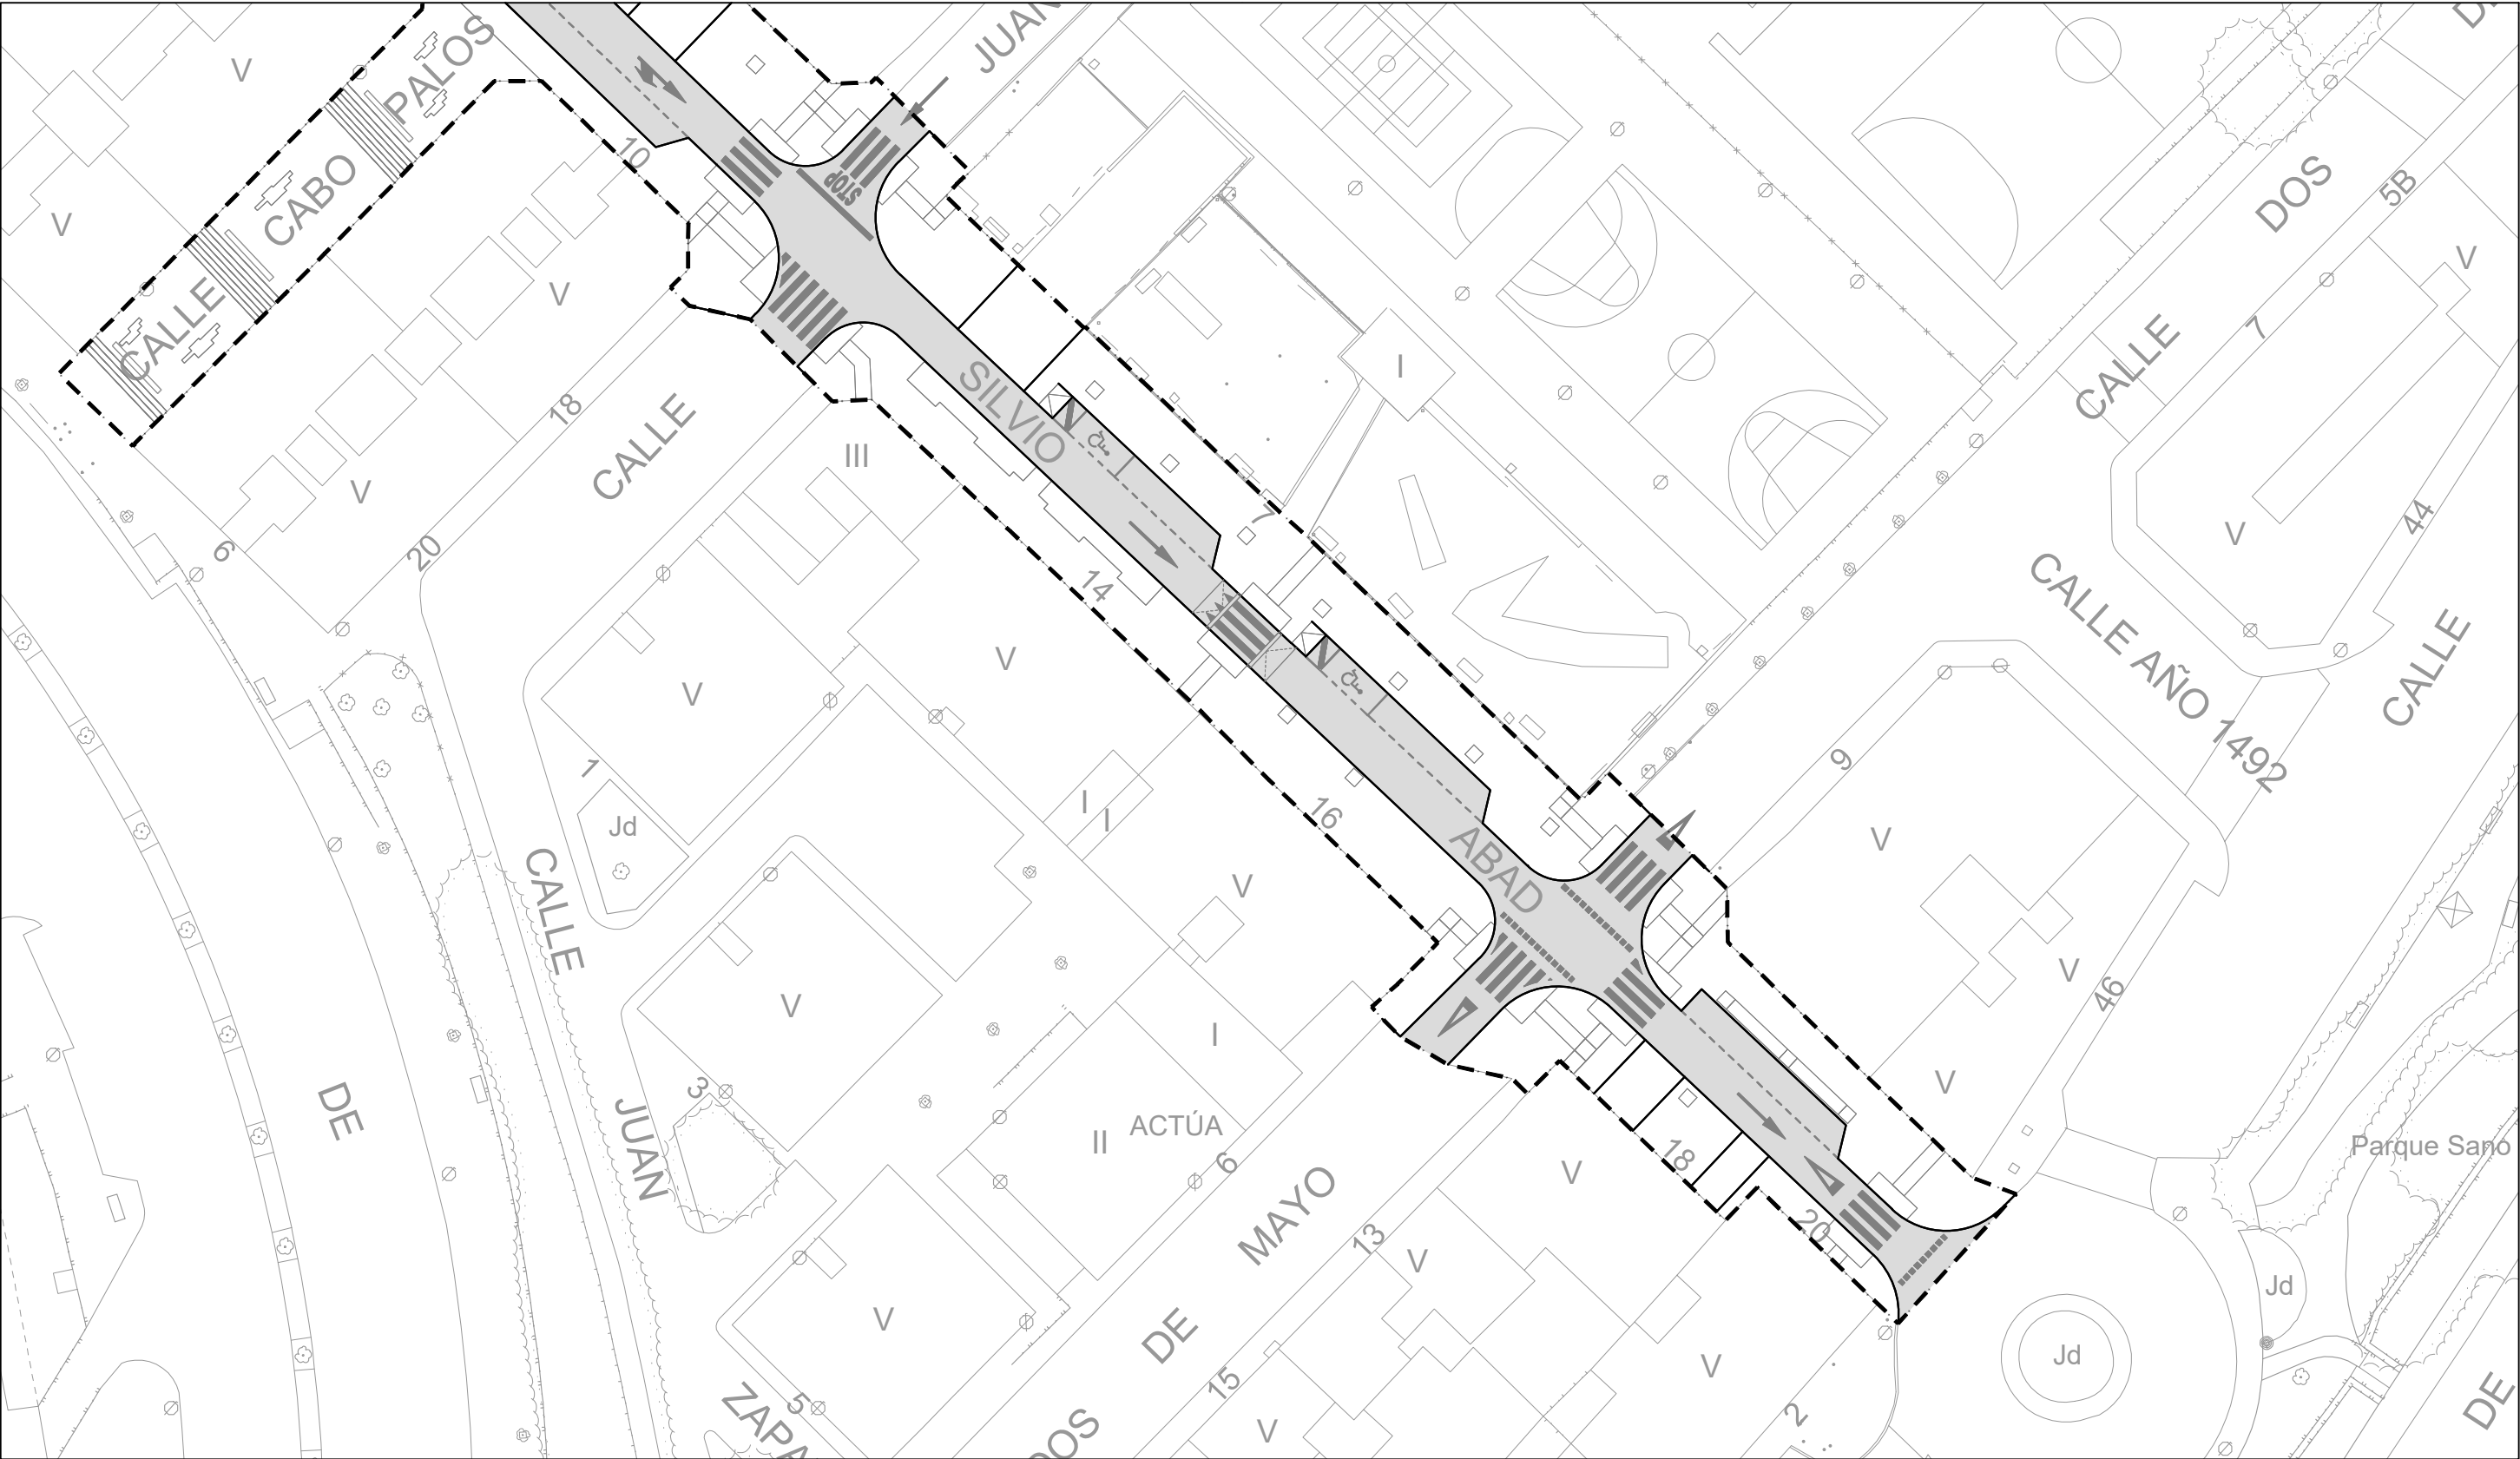 PALOS
JUAN
V
10
STOP
CABO
V
DOS
5B
V
V
CALLE
SILVIO
I
7
CALLE
18
CALLE
III
V
6
20
7
14
44
V
CALLE AÑO 1492
V
V
CALLE
1
Jd
16
I
I
9
V
ABAD
V
CALLE
V
V
46
V
I
DE
3
JUAN
II
ACTÚA
6
V
18
V
Parque Sano
MAYO
13
V
20
Jd
V
DE
V
Jd
15
5
ZAPA
DOS
V
2
DE